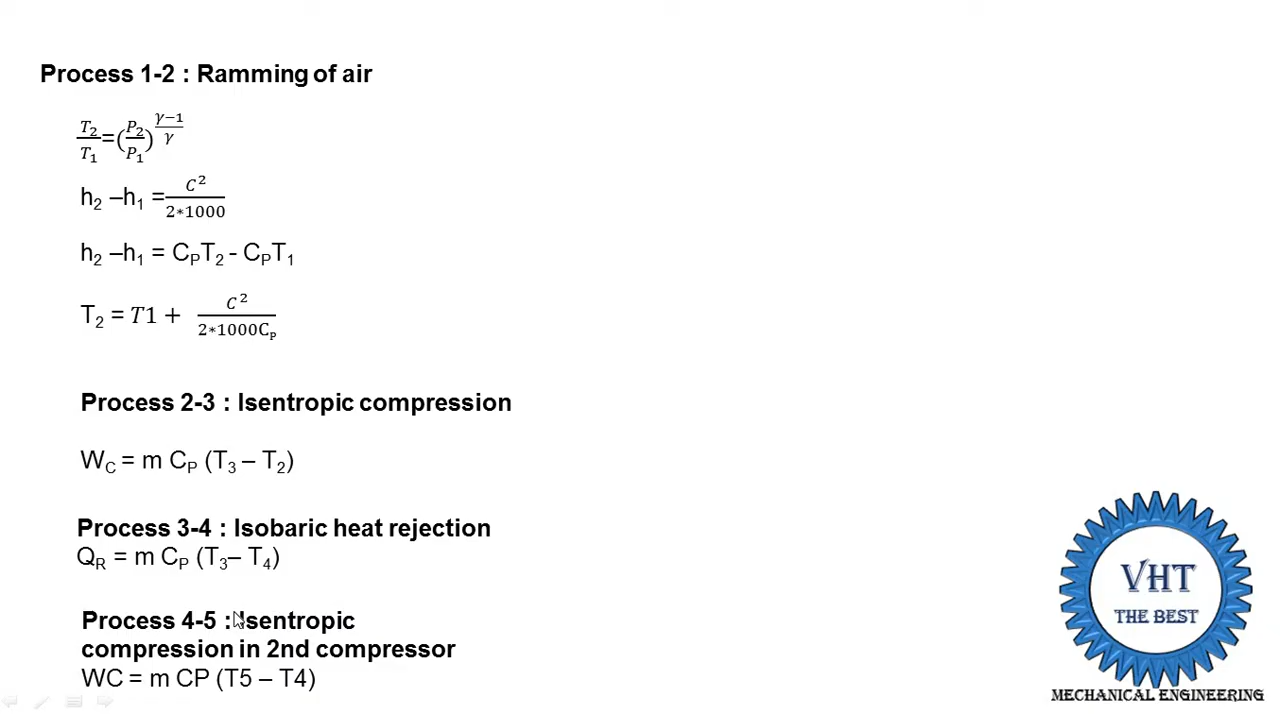 Process 1-2 : Ramming of air
T₂/T₁=(P₂/P₁)^((γ−1)/γ)
h₂ –h₁ =C²/(2*1000)
h₂ –h₁ = CₚT₂ - CₚT₁
T₂ = T1 + C²/(2*1000Cₚ)
Process 2-3 : Isentropic compression
W_C = m Cₚ (T₃ – T₂)
Process 3-4 : Isobaric heat rejection
Q_R = m Cₚ (T₃– T₄)
Process 4-5 : Isentropic
compression in 2nd compressor
WC = m CP (T5 – T4)
VHT
THE BEST
MECHANICAL ENGINEERING